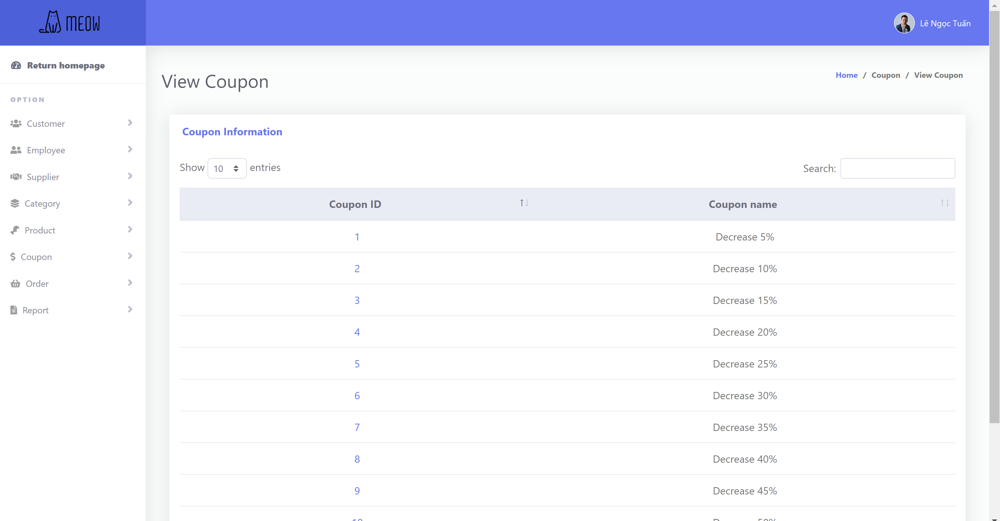 MEOW
Lê Ngọc Tuấn
Return homepage
OPTION
Customer
Employee
Supplier
Category
Product
Coupon
Order
Report
View Coupon
Home / Coupon / View Coupon
Coupon Information
Show 10 entries
Search:
Coupon ID Coupon name
1 Decrease 5%
2 Decrease 10%
3 Decrease 15%
4 Decrease 20%
5 Decrease 25%
6 Decrease 30%
7 Decrease 35%
8 Decrease 40%
9 Decrease 45%